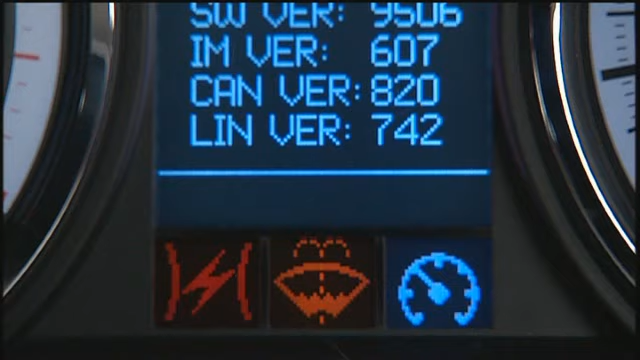 SW VER: 9506
IM VER: 607
CAN VER: 820
LIN VER: 742